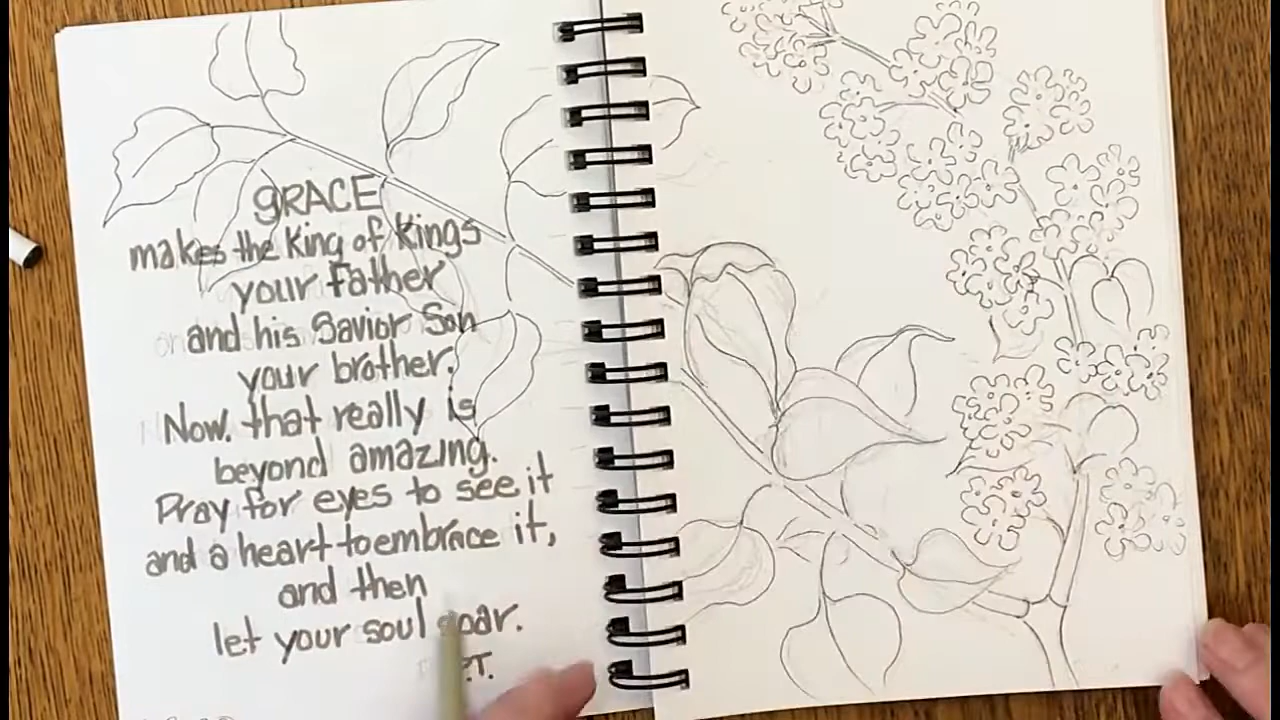 gRACE
makes the King of Kings
your Father
and his Savior Son
your brother.
Now, that really is
beyond amazing.
Pray for eyes to see it
and a heart to embrace it,
and then
let your soul soar.